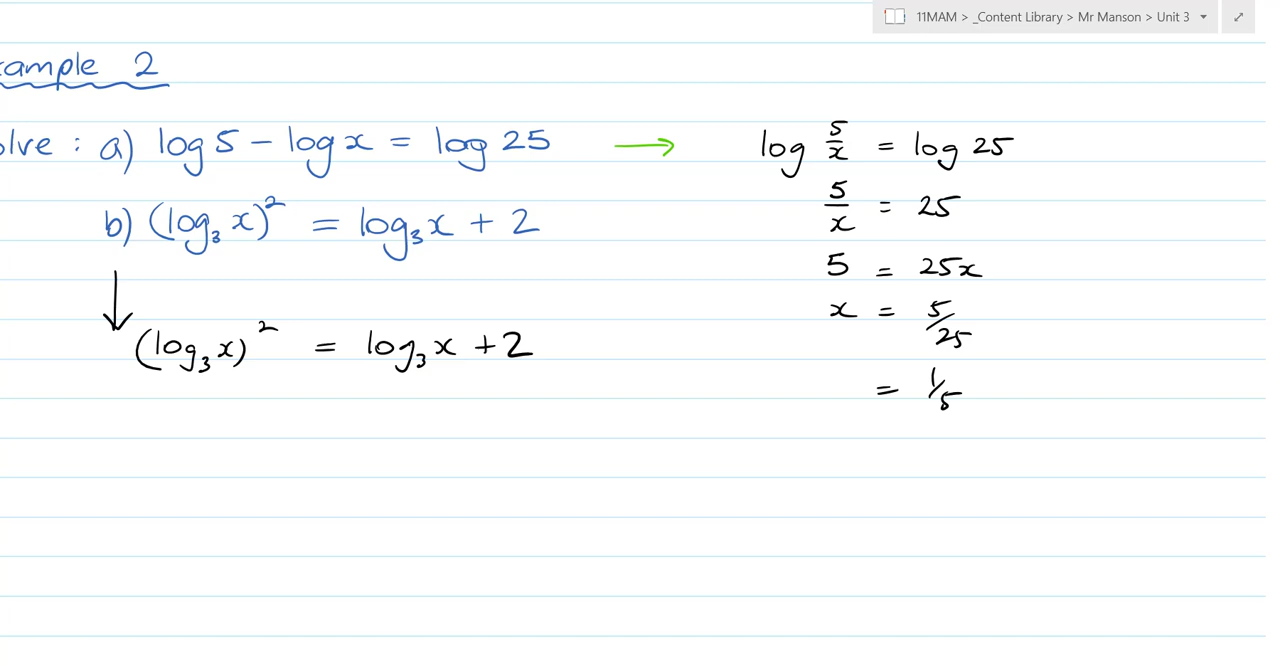 11MAM > _Content Library > Mr Manson > Unit 3
ample 2
olve : a) log 5 − log x = log 25 → log 5/x = log 25
5/x = 25
b) (log₃ x)² = log₃ x + 2
5 = 25x
x = 5/25
(log₃ x)² = log₃ x + 2
= 1/5